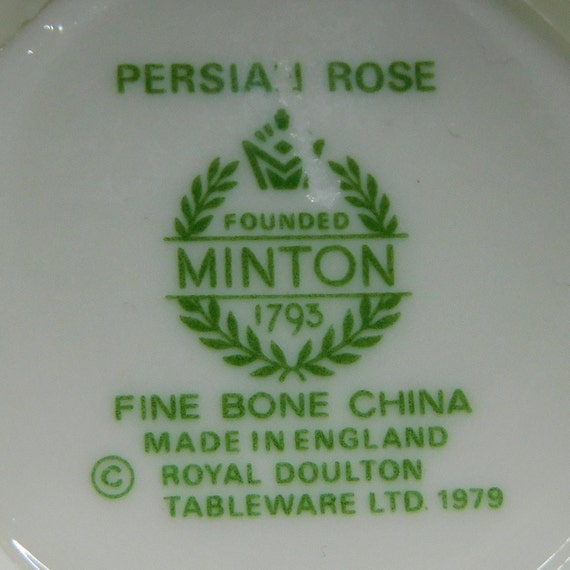 PERSIAN ROSE
FOUNDED
MINTON
1793
FINE BONE CHINA
MADE IN ENGLAND
© ROYAL DOULTON
TABLEWARE LTD. 1979